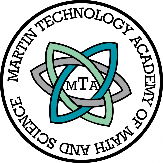 MARTIN TECHNOLOGY ACADEMY OF MATH AND SCIENCE
MTA